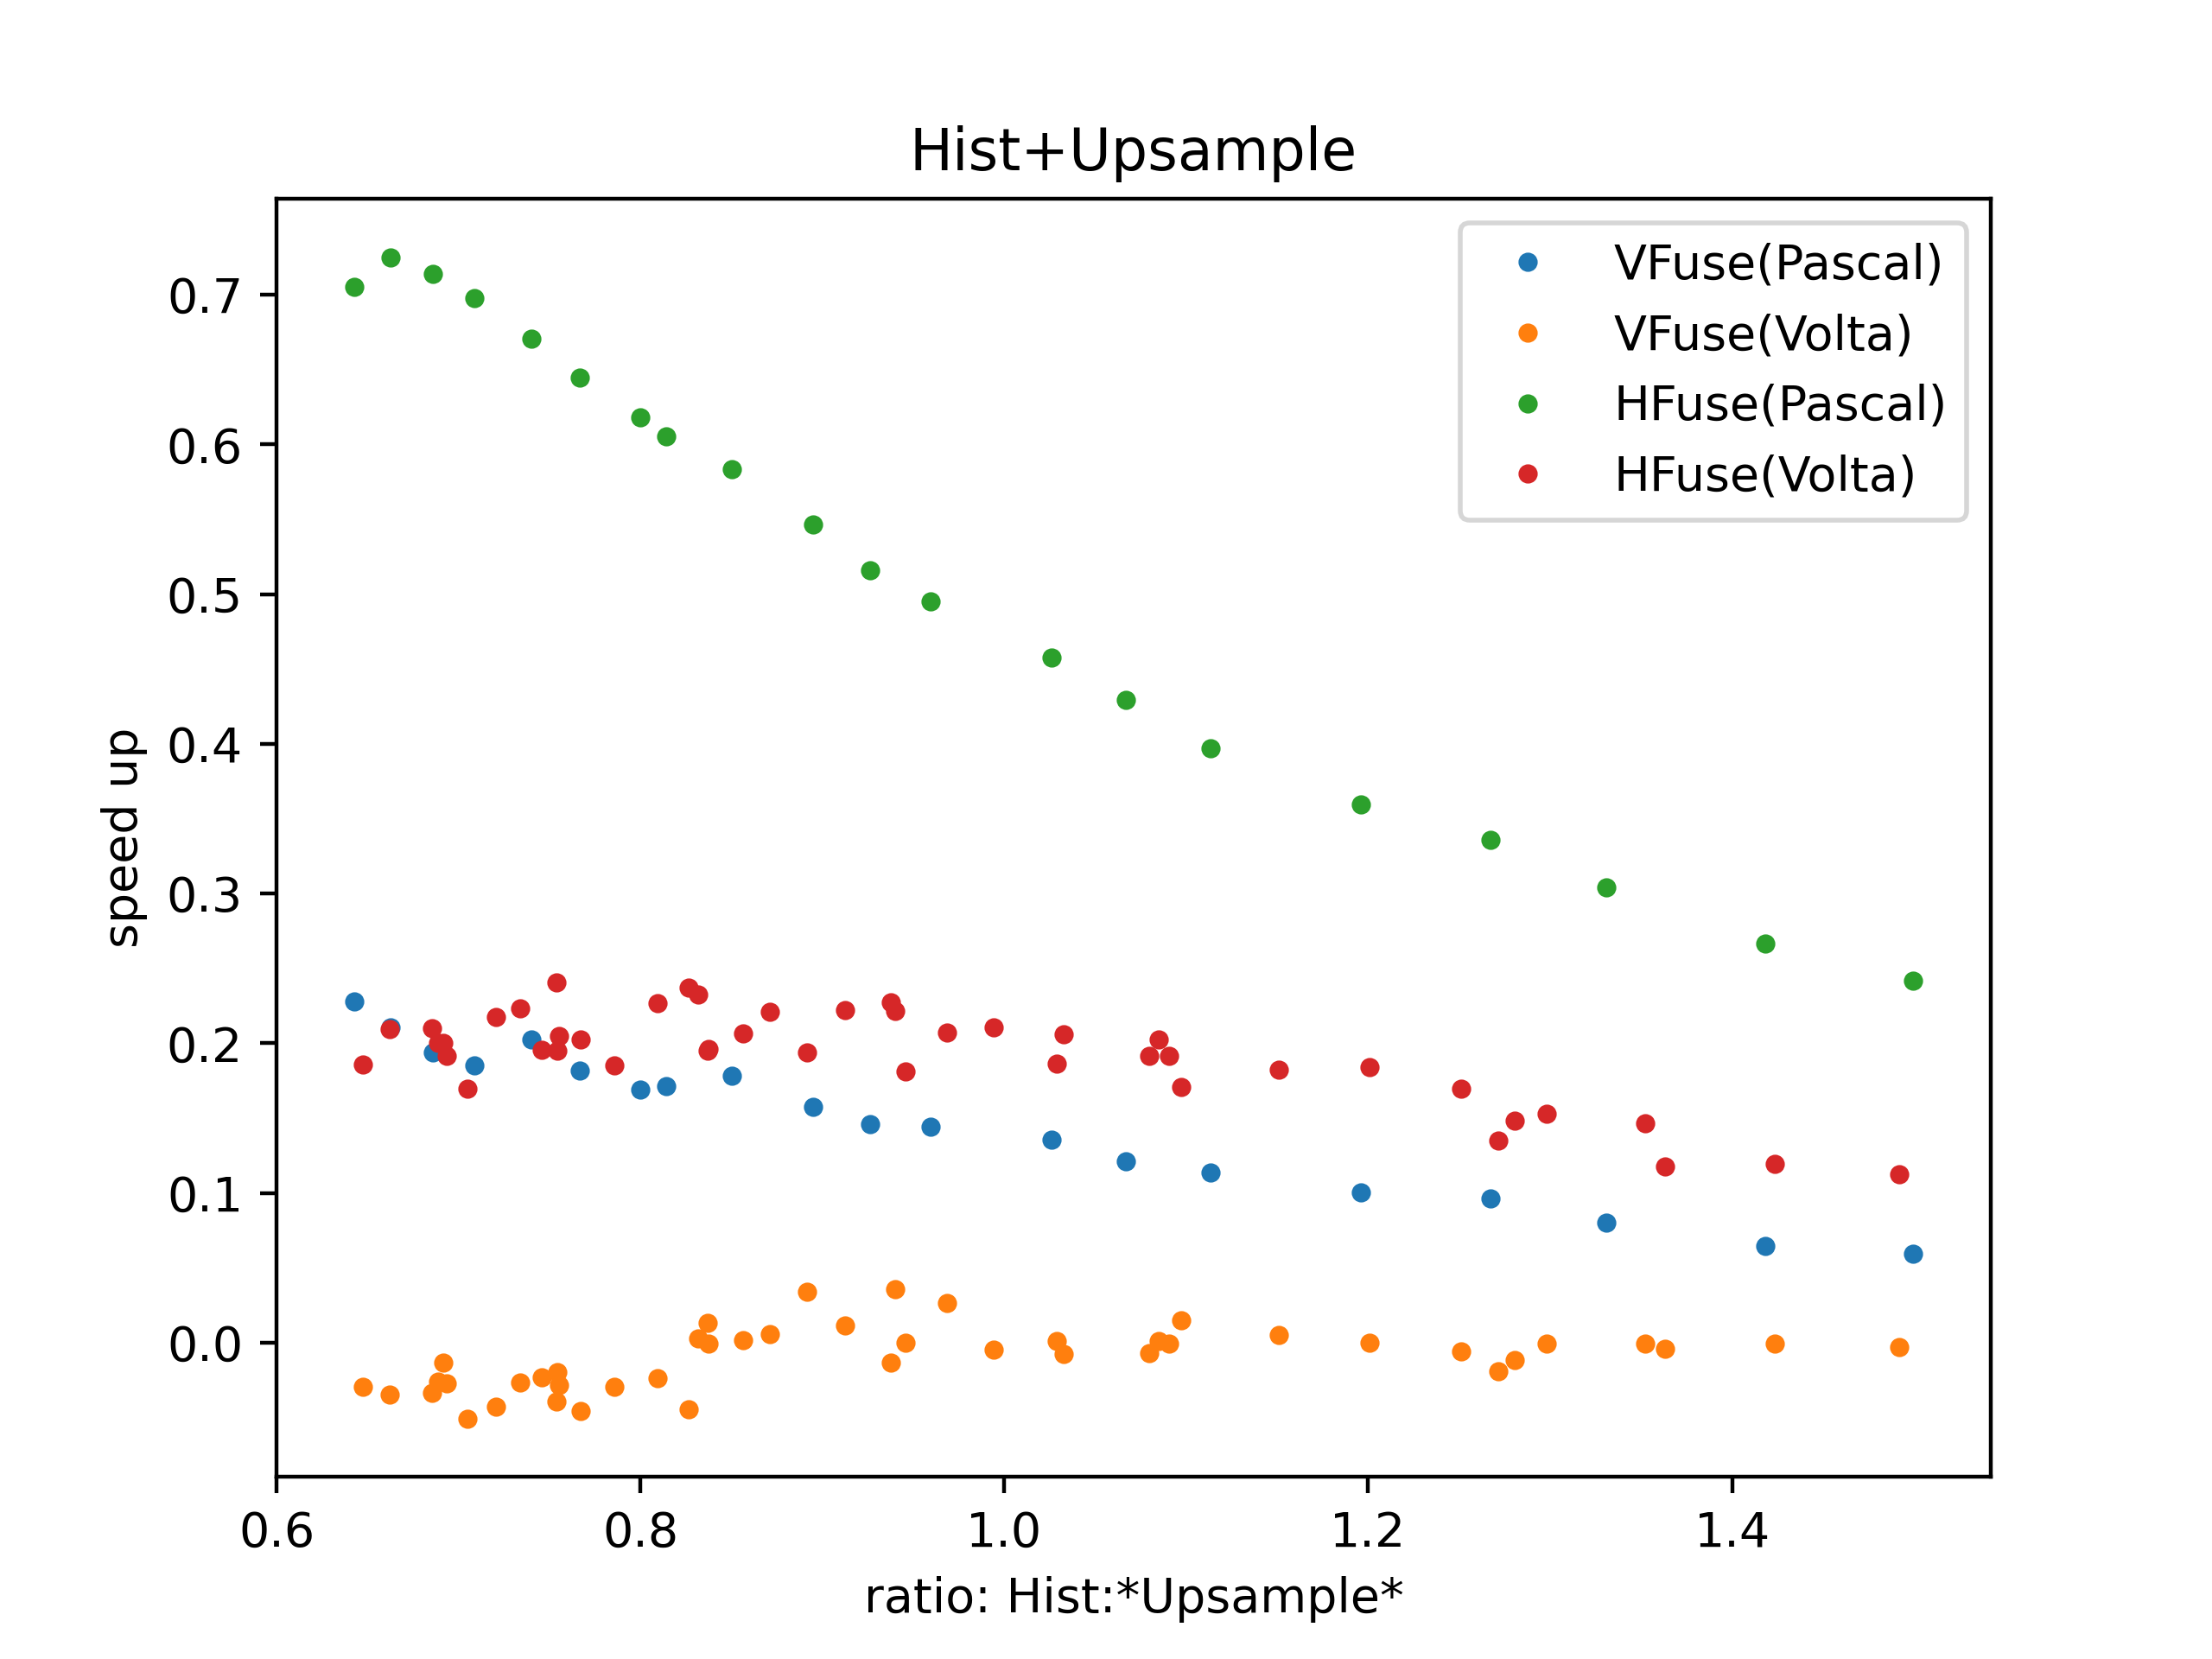 Hist+Upsample
VFuse(Pascal)
VFuse(Volta)
HFuse(Pascal)
HFuse(Volta)
speed up
0.7
0.6
0.5
0.4
0.3
0.2
0.1
0.0
0.6 0.8 1.0 1.2 1.4
ratio: Hist:*Upsample*